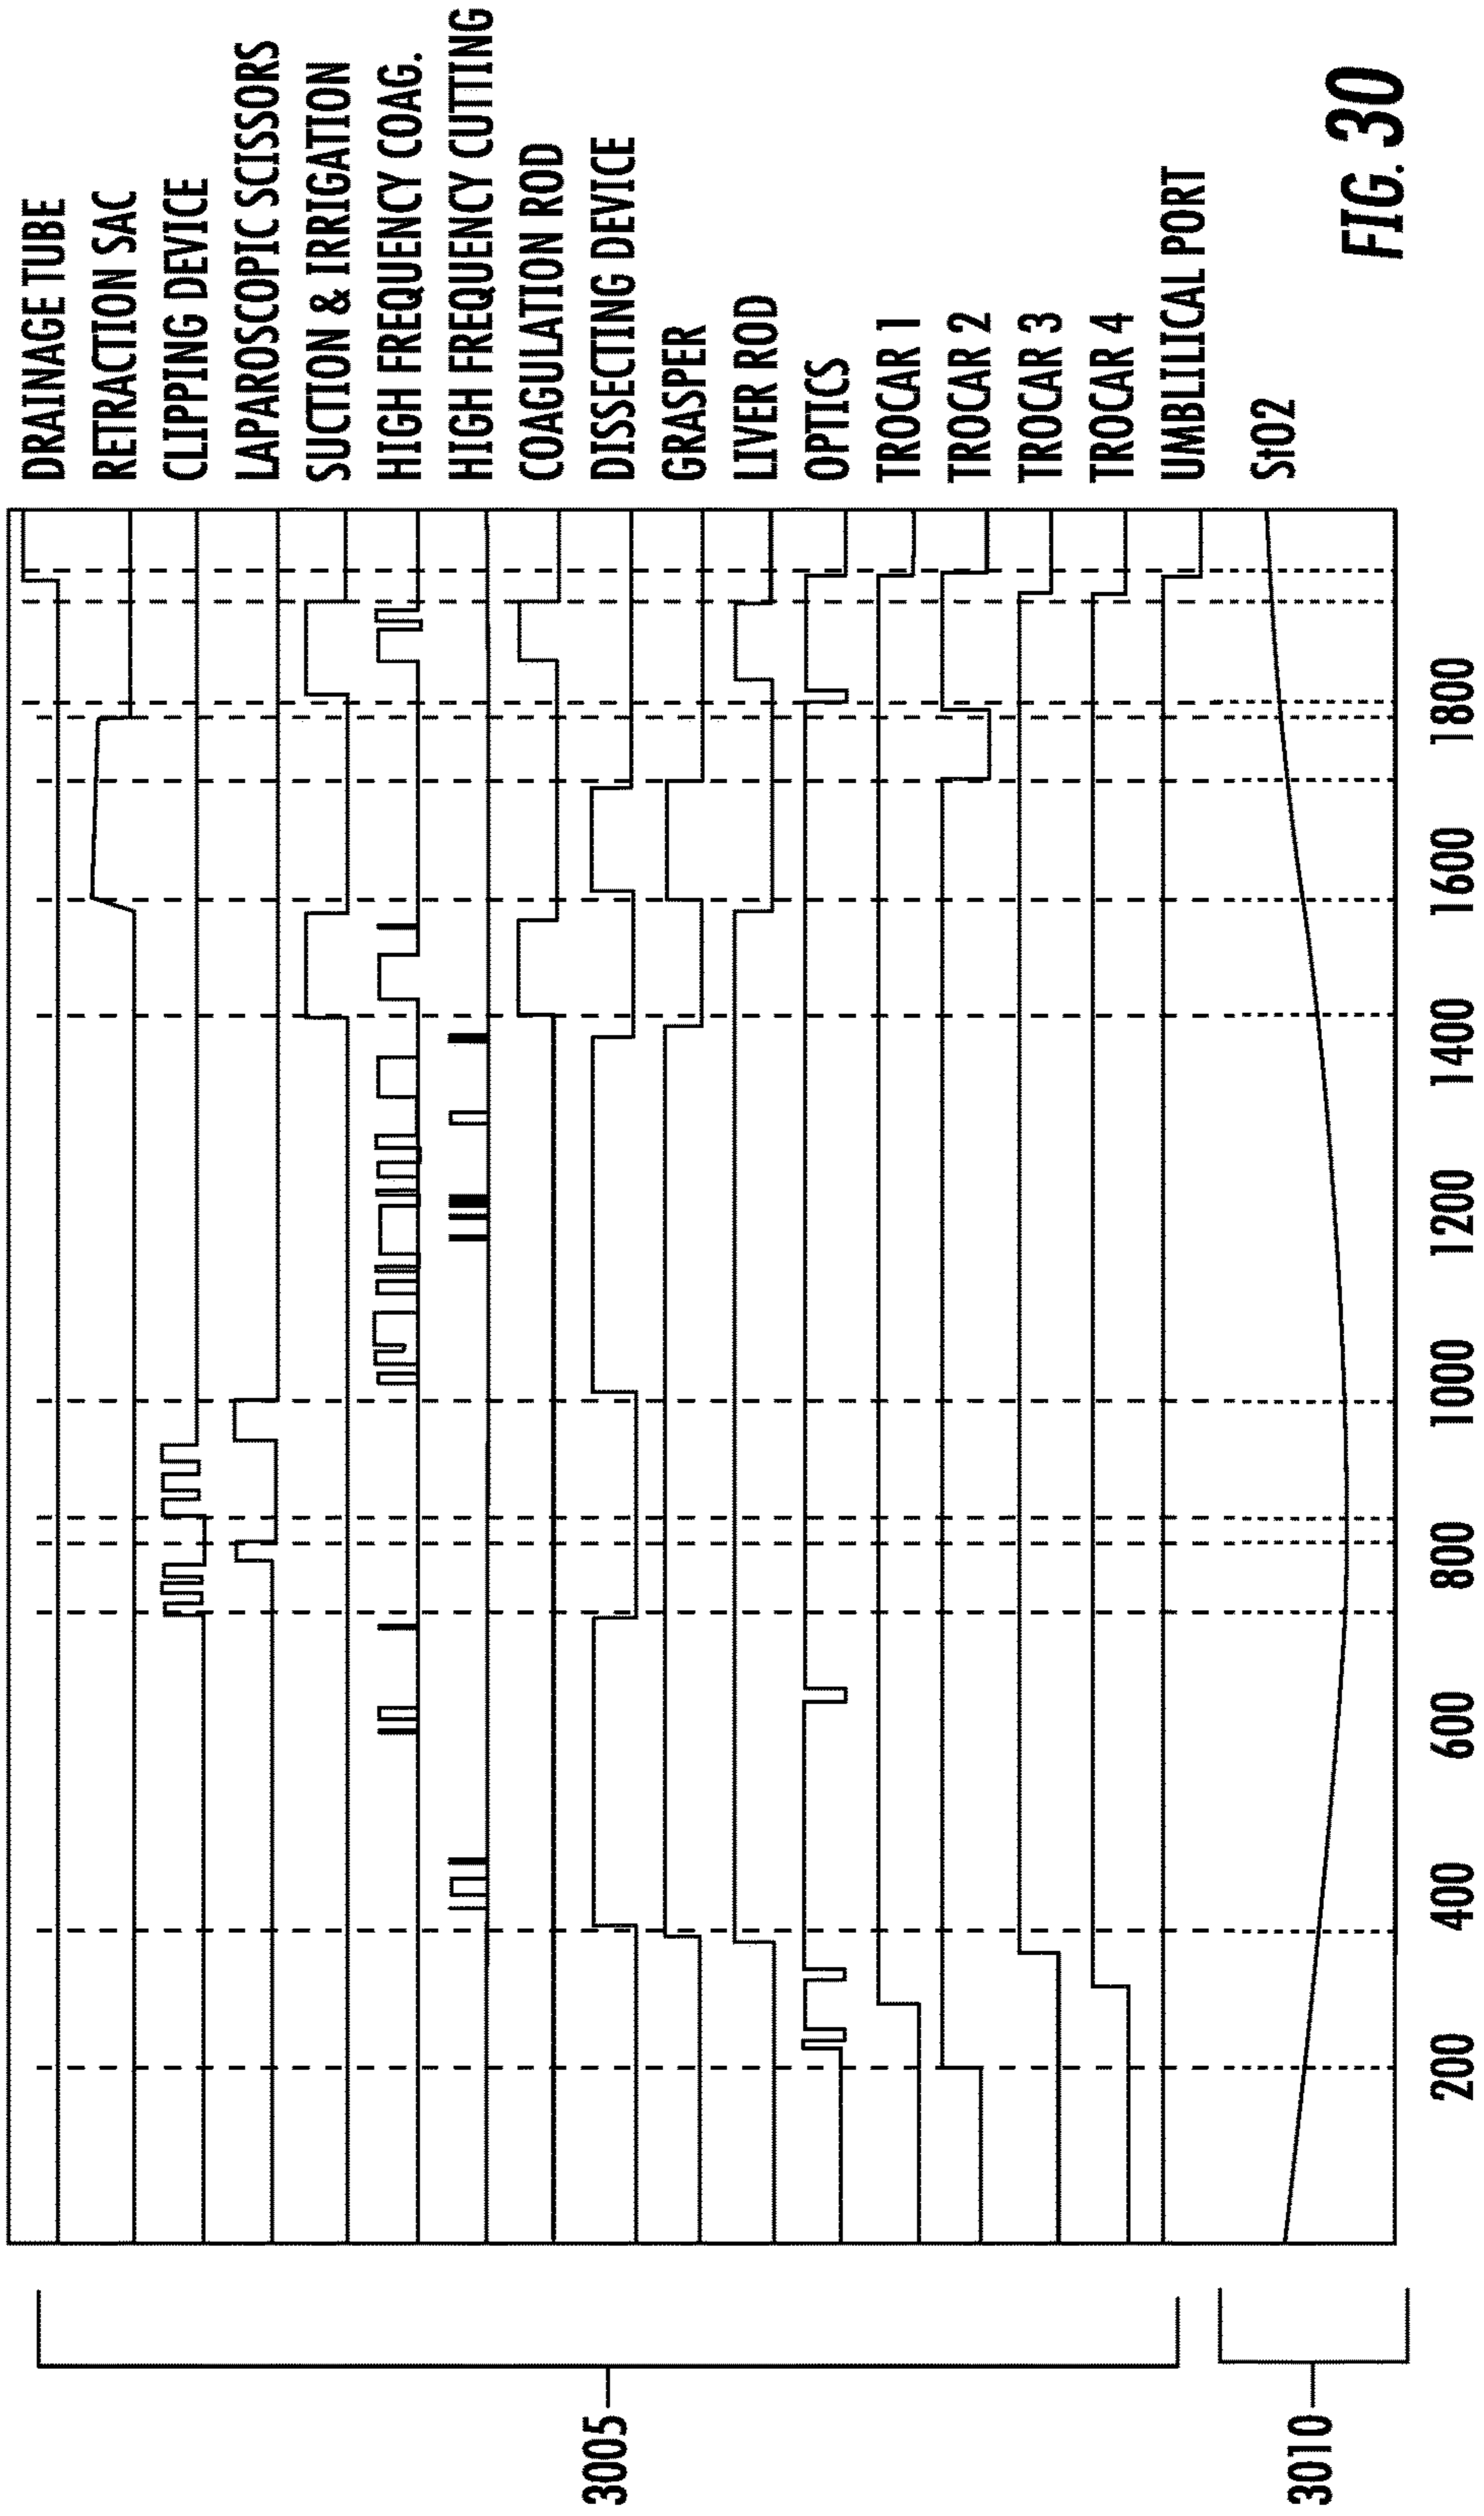 DRAINAGE TUBE
RETRACTION SAC
CLIPPING DEVICE
LAPAROSCOPIC SCISSORS
SUCTION & IRRIGATION
HIGH FREQUENCY COAG.
HIGH FREQUENCY CUTTING
COAGULATION ROD
DISSECTING DEVICE
GRASPER
LIVER ROD
OPTICS
TROCAR 1
TROCAR 2
TROCAR 3
TROCAR 4
UMBLILICAL PORT
StO2
3005
3010
200 400 600 800 1000 1200 1400 1600 1800
FIG. 30